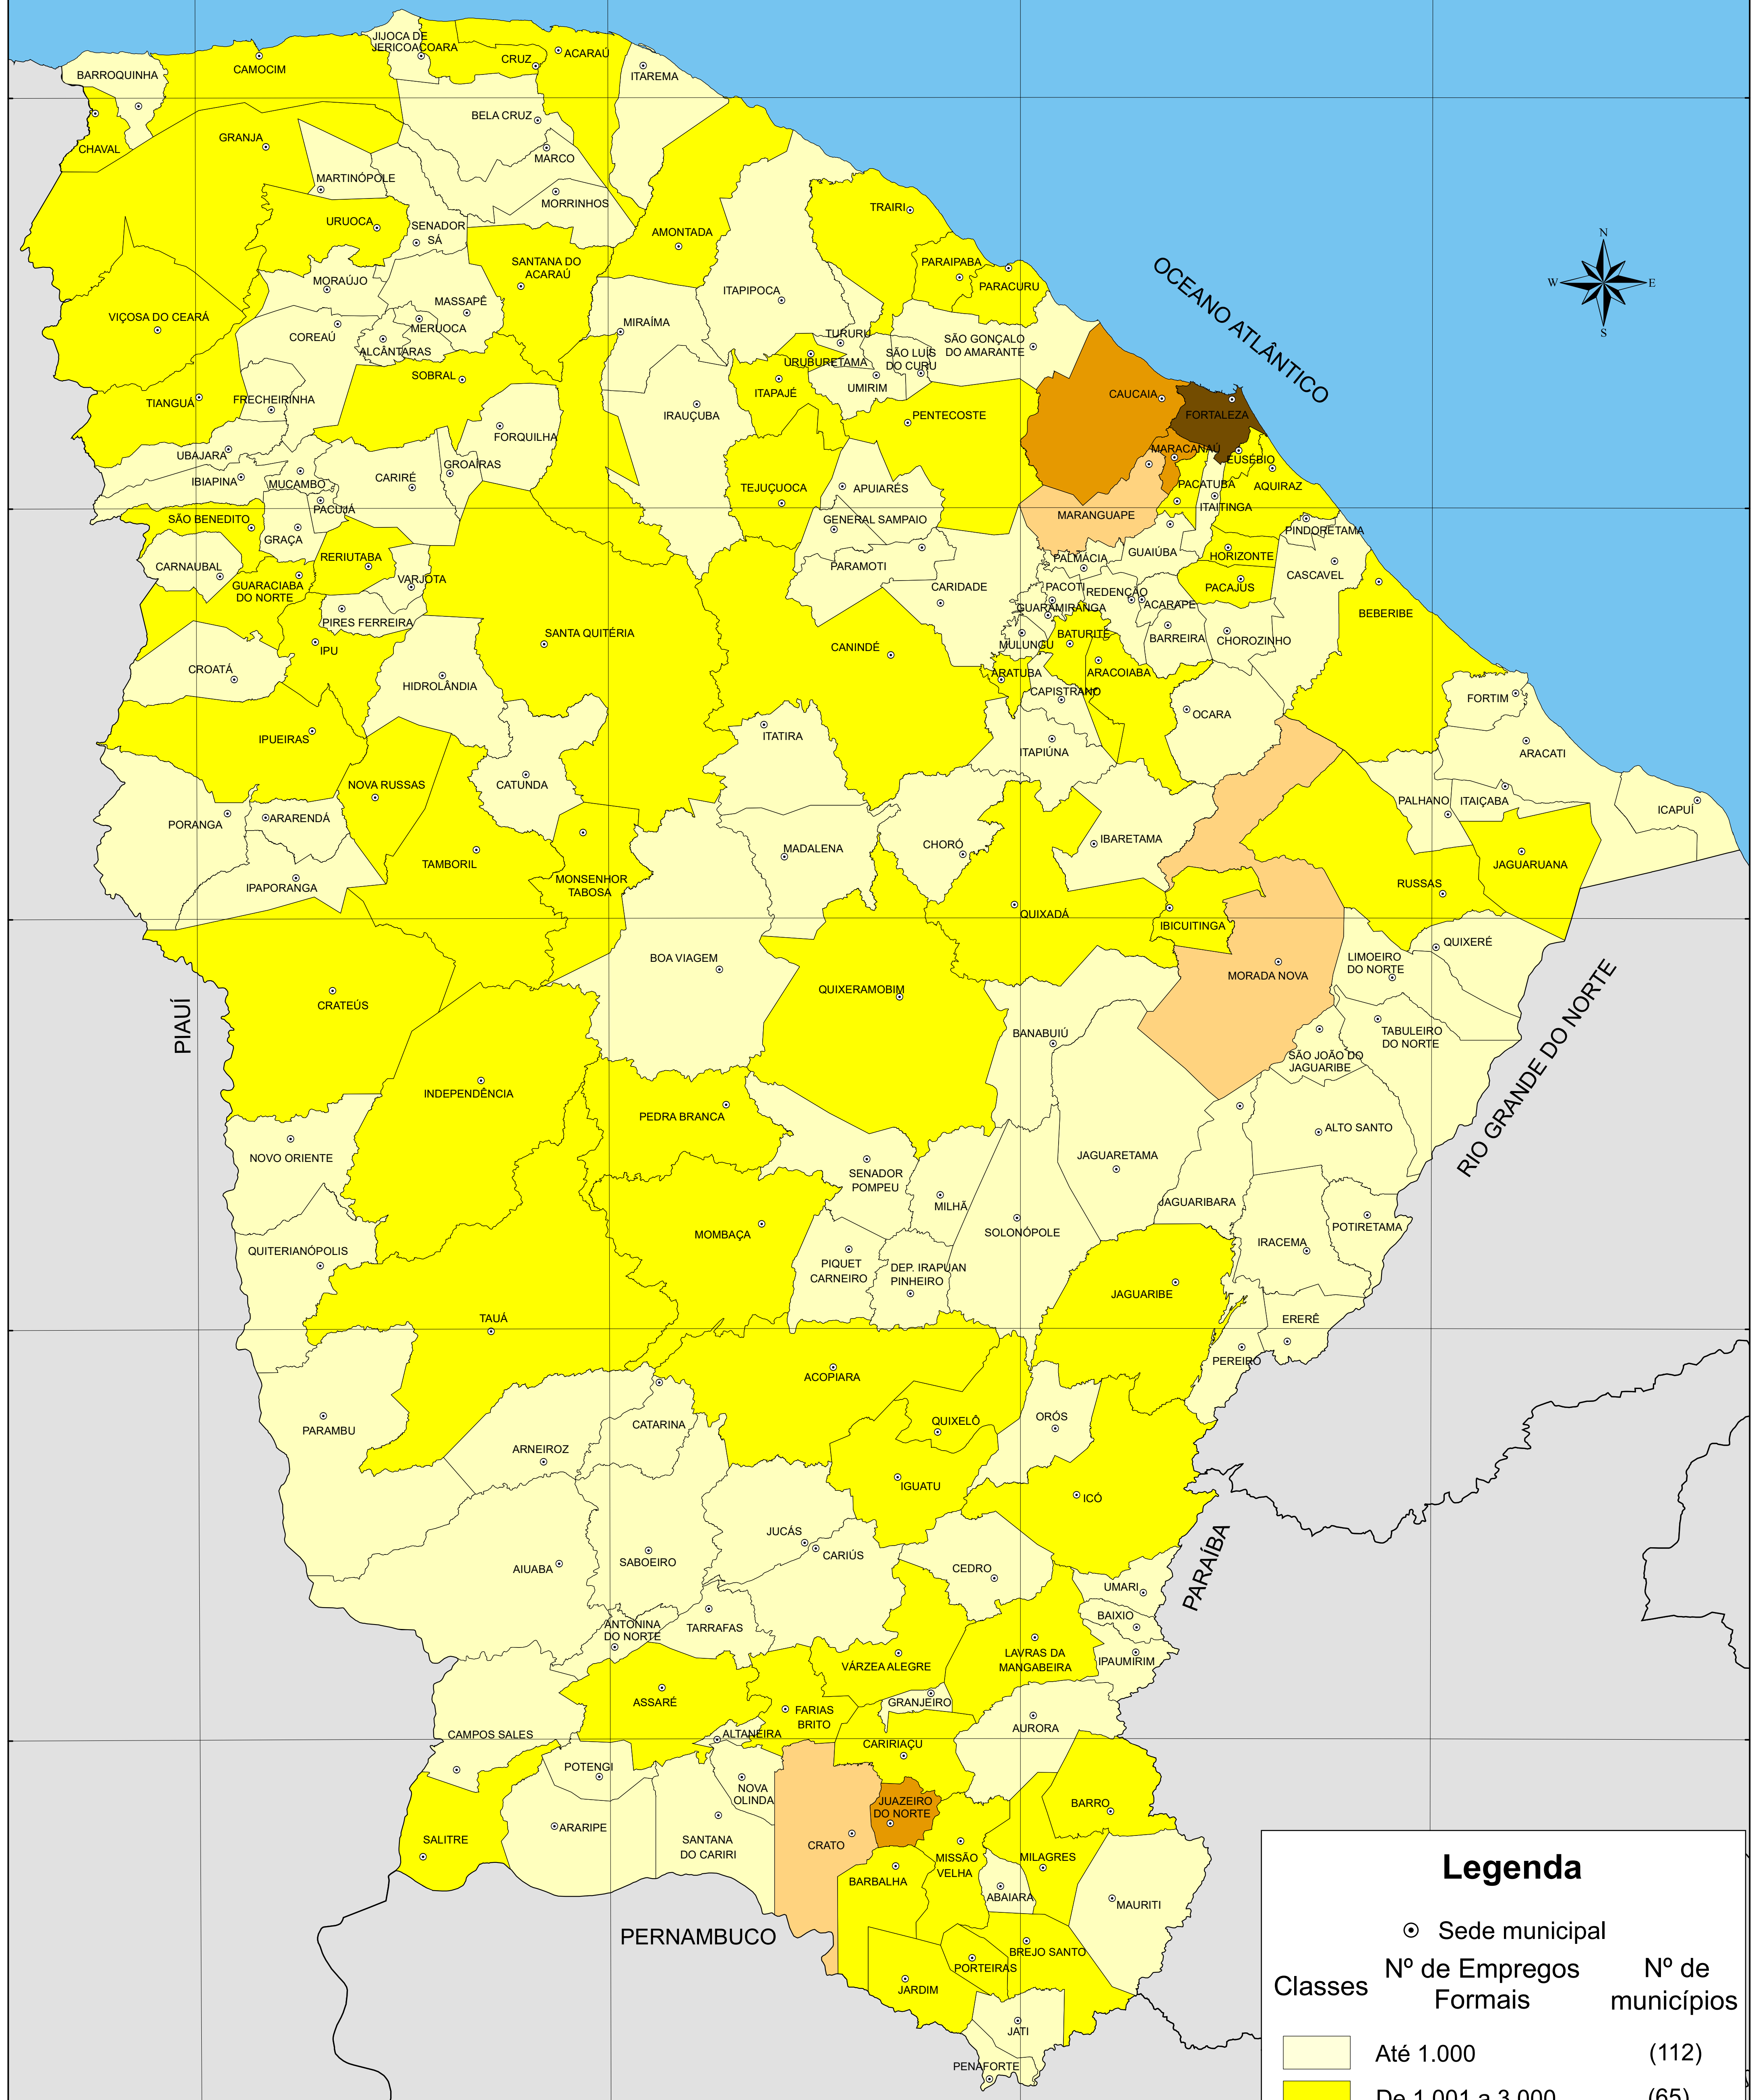 JIJOCA DE
JERICOACOARA
CRUZ
ACARAÚ
BARROQUINHA
CAMOCIM
ITAREMA
BELA CRUZ
CHAVAL
GRANJA
MARCO
MARTINÓPOLE
MORRINHOS
TRAIRI
URUOCA
SENADOR
SÁ
AMONTADA
N
W
E
S
SANTANA DO
ACARAÚ
PARAIPABA
PARACURU
OCEANO ATLÂNTICO
MORAÚJO
ITAPIPOCA
MASSAPÊ
VIÇOSA DO CEARÁ
MIRAÍMA
MERUOCA
COREAÚ
TURURU
SÃO GONÇALO
DO AMARANTE
ALCÂNTARAS
SÃO LUÍS
DO CURU
URUBURETAMA
SOBRAL
UMIRIM
ITAPAJÉ
CAUCAIA
FRECHEIRINHA
TIANGUÁ
IRAUÇUBA
PENTECOSTE
FORTALEZA
FORQUILHA
MARACANAÚ
UBAJARA
EUSÉBIO
GROAÍRAS
IBIAPINA
MUCAMBO
CARIRÉ
PACATUBA
AQUIRAZ
TEJUÇUOCA
APUIARÉS
PACUJÁ
ITAITINGA
MARANGUAPE
SÃO BENEDITO
GENERAL SAMPAIO
PINDORETAMA
GRAÇA
GUAIÚBA
HORIZONTE
RERIUTABA
PALMÁCIA
CARNAUBAL
PARAMOTI
CASCAVEL
VARJOTA
GUARACIABA
DO NORTE
CARIDADE
PACOTI
REDENÇÃO
PACAJUS
ACARAPE
GUARAMIRANGA
BEBERIBE
PIRES FERREIRA
SANTA QUITÉRIA
BATURITÉ
BARREIRA
CHOROZINHO
IPU
CANINDÉ
MULUNGU
CROATÁ
ARATUBA
ARACOIABA
HIDROLÂNDIA
CAPISTRANO
FORTIM
OCARA
IPUEIRAS
ITATIRA
ITAPIÚNA
ARACATI
NOVA RUSSAS
CATUNDA
PALHANO
ITAIÇABA
ICAPUÍ
PORANGA
ARARENDÁ
IBARETAMA
CHORÓ
MADALENA
TAMBORIL
JAGUARUANA
MONSENHOR
TABOSA
IPAPORANGA
RUSSAS
QUIXADÁ
IBICUITINGA
QUIXERÉ
BOA VIAGEM
LIMOEIRO
DO NORTE
MORADA NOVA
QUIXERAMOBIM
CRATEÚS
PIAUÍ
RIO GRANDE DO NORTE
BANABUIÚ
TABULEIRO
DO NORTE
SÃO JOÃO DO
JAGUARIBE
INDEPENDÊNCIA
PEDRA BRANCA
ALTO SANTO
NOVO ORIENTE
JAGUARETAMA
SENADOR
POMPEU
JAGUARIBARA
MILHÃ
POTIRETAMA
MOMBAÇA
SOLONÓPOLE
IRACEMA
QUITERIANÓPOLIS
PIQUET
CARNEIRO
DEP. IRAPUAN
PINHEIRO
JAGUARIBE
TAUÁ
ERERÊ
PEREIRO
ACOPIARA
PARAMBU
CATARINA
QUIXELÔ
ORÓS
ARNEIROZ
IGUATU
ICÓ
JUCÁS
CARIÚS
AIUABA
SABOEIRO
CEDRO
PARAÍBA
UMARI
BAIXIO
ANTONINA
DO NORTE
TARRAFAS
LAVRAS DA
MANGABEIRA
IPAUMIRIM
VÁRZEA ALEGRE
ASSARÉ
GRANJEIRO
FARIAS
BRITO
CAMPOS SALES
ALTANEIRA
AURORA
CARIRIAÇU
POTENGI
NOVA
OLINDA
JUAZEIRO
DO NORTE
BARRO
ARARIPE
SALITRE
SANTANA
DO CARIRI
CRATO
MISSÃO
VELHA
MILAGRES
BARBALHA
ABAIARA
MAURITI
PERNAMBUCO
BREJO SANTO
PORTEIRAS
JARDIM
JATI
PENAFORTE
Legenda
Sede municipal
Classes
Nº de Empregos
Formais
Nº de
municípios
Até 1.000 (112)
De 1.001 a 3.000 (65)